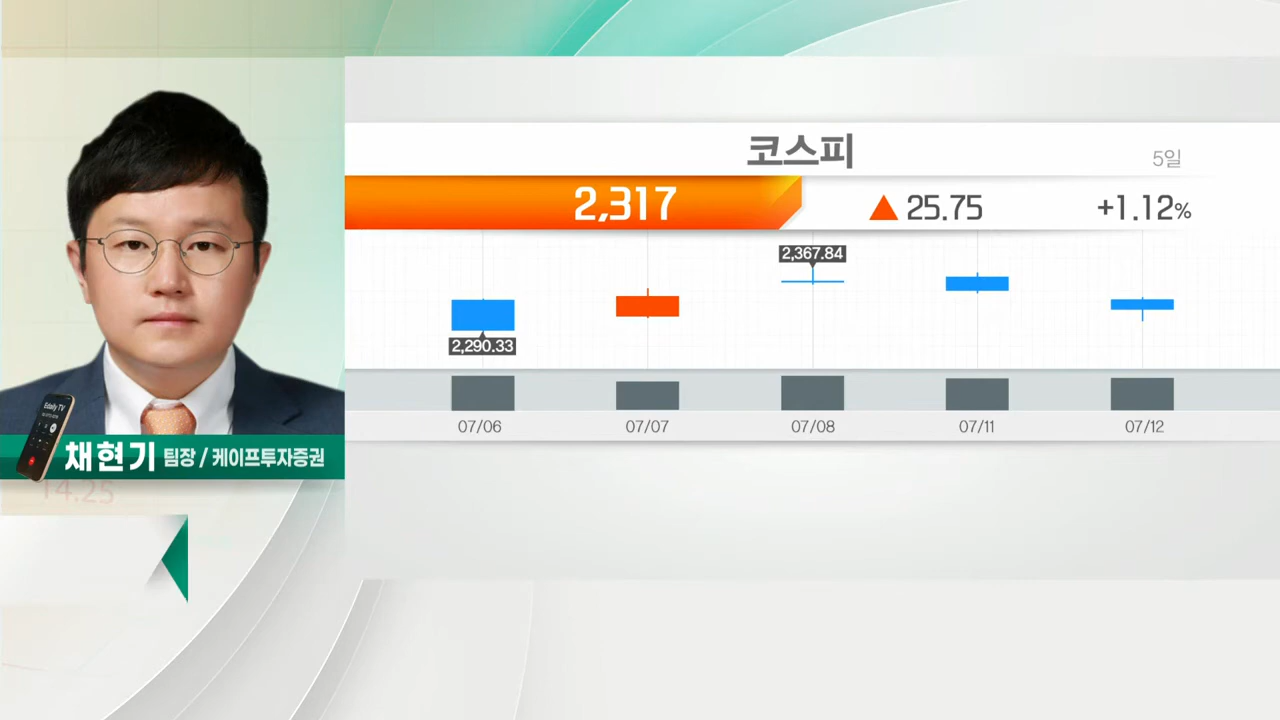 코스피
5일
2,317
▲ 25.75
+1.12%
2,367.84
2,290.33
07/06
07/07
07/08
07/11
07/12
Edaily TV
채현기 팀장 / 케이프투자증권
14.25